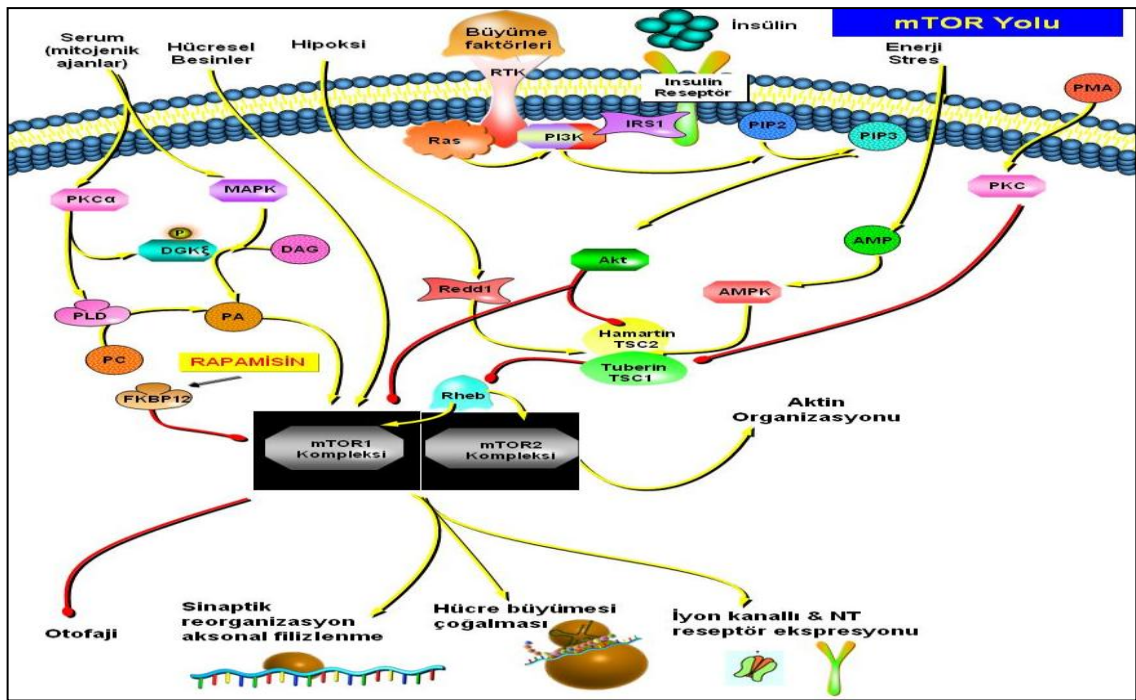 mTOR Yolu
Serum
(mitojenik
ajanlar)
Hücresel
Besinler
Hipoksi
Büyüme
faktörleri
RTK
İnsülin
Insulin
Reseptör
Enerji
Stres
PMA
Ras
PI3K
IRS1
PIP2
PIP3
PKCα
MAPK
PKC
P
DGKξ
DAG
Akt
AMP
Redd1
AMPK
PLD
PA
Hamartin
TSC2
Tuberin
TSC1
PC
RAPAMİSİN
FKBP12
Rheb
Aktin
Organizasyonu
mTOR1
Kompleksi
mTOR2
Kompleksi
Otofaji
Sinaptik
reorganizasyon
aksonal filizlenme
Hücre büyümesi
çoğalması
İyon kanallı & NT
reseptör ekspresyonu